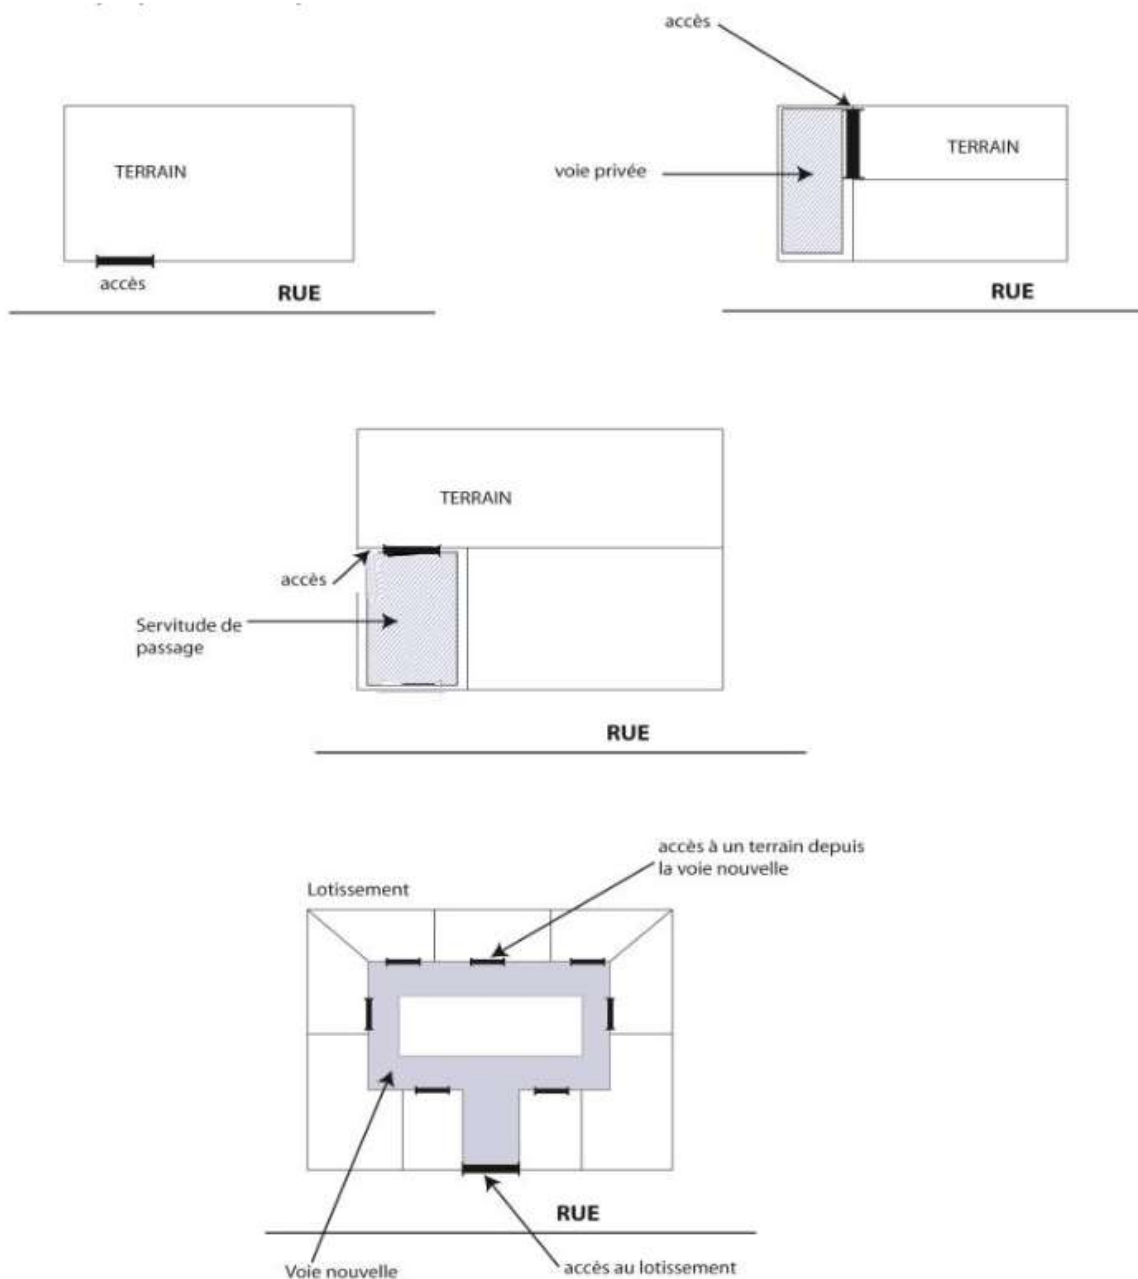 TERRAIN
accès
RUE
accès
voie privée
TERRAIN
RUE
TERRAIN
accès
Servitude de
passage
RUE
accès à un terrain depuis
la voie nouvelle
Lotissement
RUE
Voie nouvelle
accès au lotissement